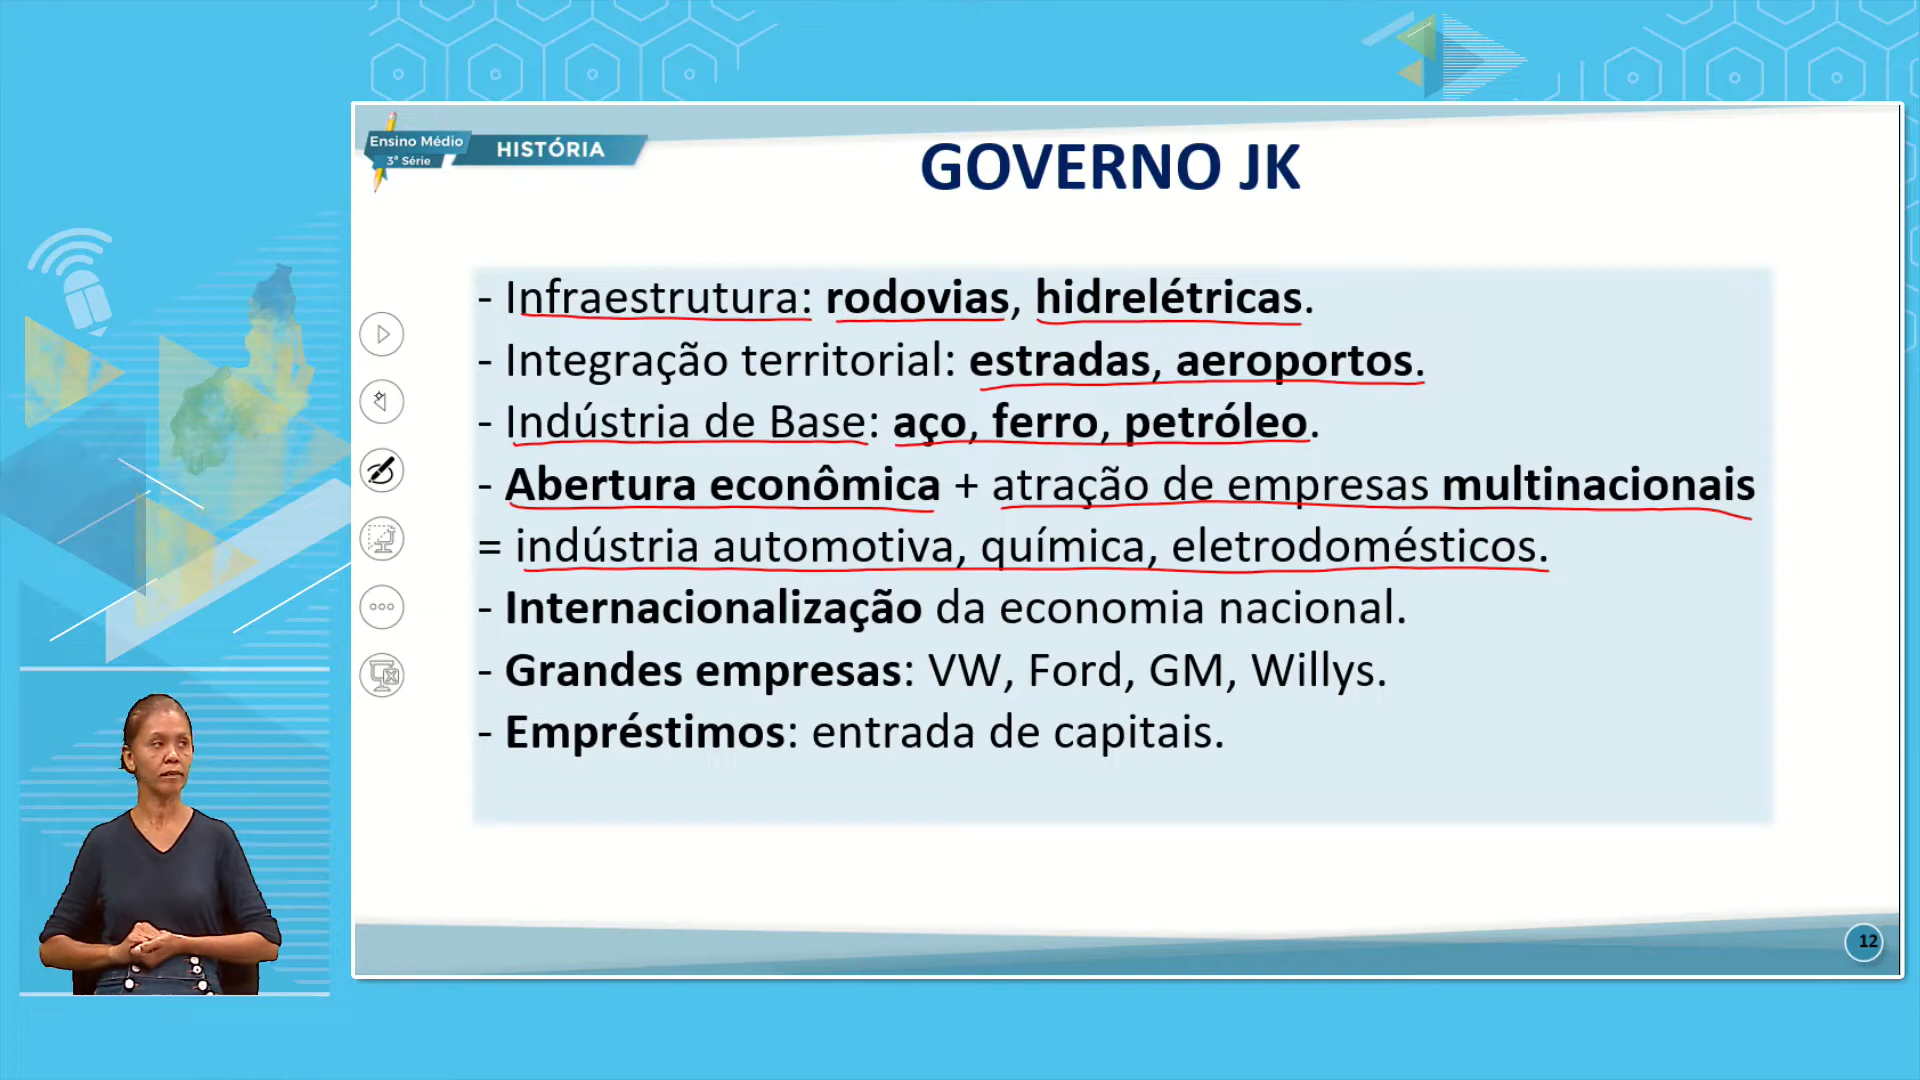 Ensino Médio
3ª Série
HISTÓRIA
GOVERNO JK
- Infraestrutura: rodovias, hidrelétricas.
- Integração territorial: estradas, aeroportos.
- Indústria de Base: aço, ferro, petróleo.
- Abertura econômica + atração de empresas multinacionais
= indústria automotiva, química, eletrodomésticos.
- Internacionalização da economia nacional.
- Grandes empresas: VW, Ford, GM, Willys.
- Empréstimos: entrada de capitais.
12